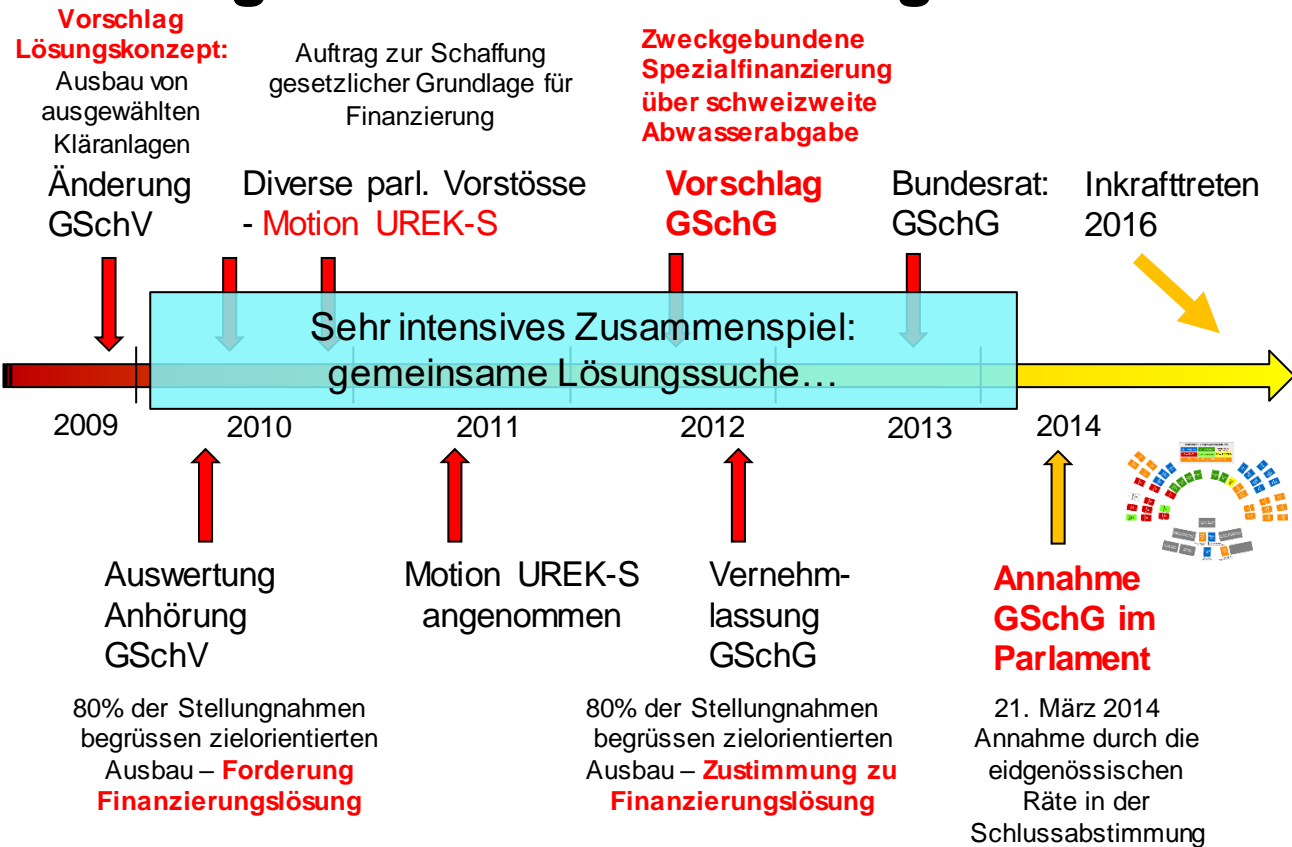 Vorschlag
Lösungskonzept:
Ausbau von
ausgewählten
Kläranlagen
Änderung
GSchV
Auftrag zur Schaffung
gesetzlicher Grundlage für
Finanzierung
Diverse parl. Vorstösse
- Motion UREK-S
Zweckgebundene
Spezialfinanzierung
über schweizweite
Abwasserabgabe
Vorschlag
GSchG
Bundesrat:
GSchG
Inkrafttreten
2016
Sehr intensives Zusammenspiel:
gemeinsame Lösungssuche…
2009
2010
2011
2012
2013
2014
Auswertung
Anhörung
GSchV
80% der Stellungnahmen
begrüssen zielorientierten
Ausbau – Forderung
Finanzierungslösung
Motion UREK-S
angenommen
Vernehm-
lassung
GSchG
80% der Stellungnahmen
begrüssen zielorientierten
Ausbau – Zustimmung zu
Finanzierungslösung
Annahme
GSchG im
Parlament
21. März 2014
Annahme durch die
eidgenössischen
Räte in der
Schlussabstimmung